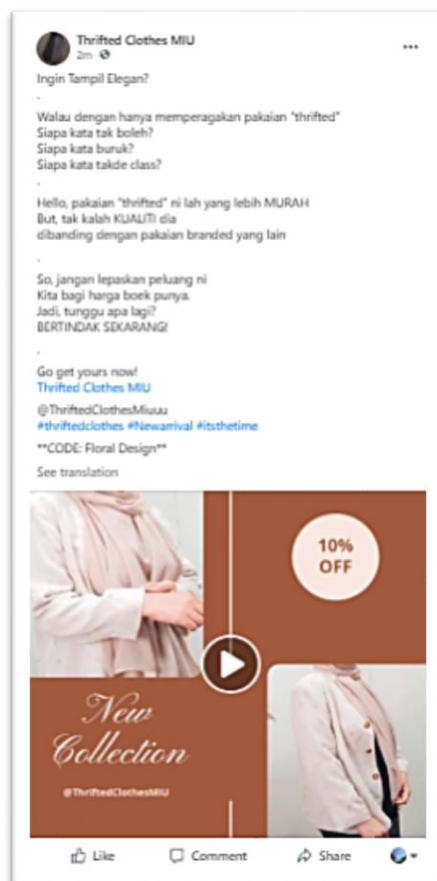 Thrifted Clothes MIU
2m
Ingin Tampil Elegan?
.
Walau dengan hanya memperagakan pakaian "thrifted"
Siapa kata tak boleh?
Siapa kata buruk?
Siapa kata takde class?
.
Hello, pakaian "thrifted" ni lah yang lebih MURAH
But, tak kalah KUALITI dia
dibanding dengan pakaian branded yang lain
.
So, jangan lepaskan peluang ni
Kita bagi harga boek punya.
Jadi, tunggu apa lagi?
BERTINDAK SEKARANG!
.
Go get yours now!
Thrifted Clothes MIU
@ThriftedClothesMiuuu
#thriftedclothes #Newarrival #itsthetime
**CODE: Floral Design**
See translation
10%
OFF
New
Collection
@ThriftedClothesMIU
Like Comment Share